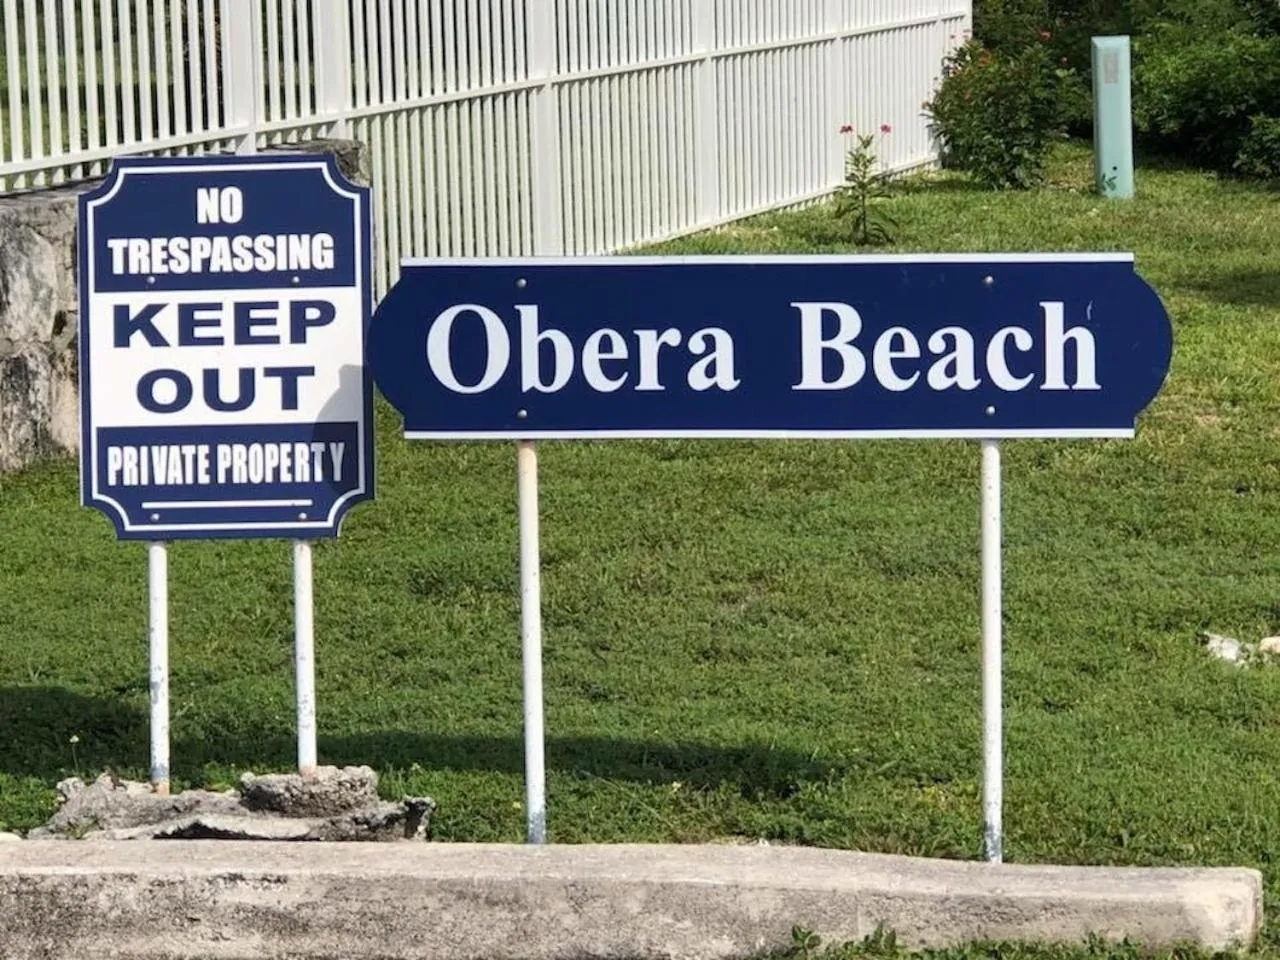 NO
TRESPASSING
KEEP
OUT
PRIVATE PROPERTY
Obera Beach